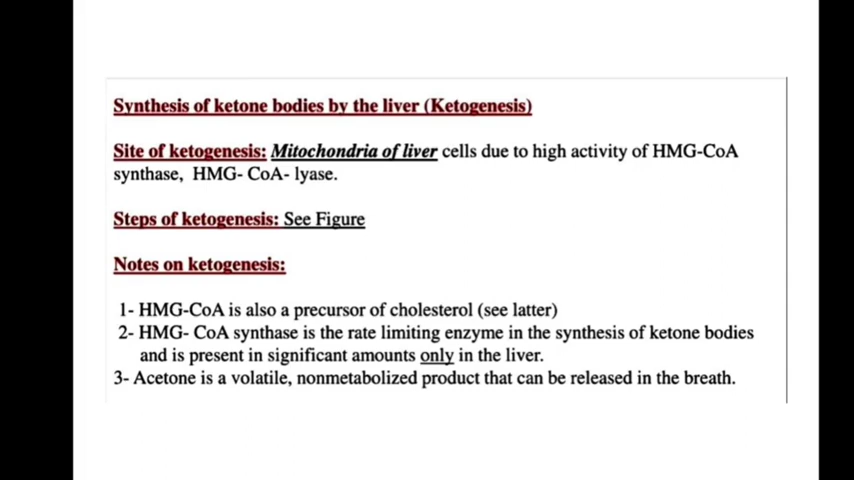 Synthesis of ketone bodies by the liver (Ketogenesis)
Site of ketogenesis: Mitochondria of liver cells due to high activity of HMG-CoA
synthase, HMG- CoA- lyase.
Steps of ketogenesis: See Figure
Notes on ketogenesis:
1- HMG-CoA is also a precursor of cholesterol (see latter)
2- HMG- CoA synthase is the rate limiting enzyme in the synthesis of ketone bodies
and is present in significant amounts only in the liver.
3- Acetone is a volatile, nonmetabolized product that can be released in the breath.